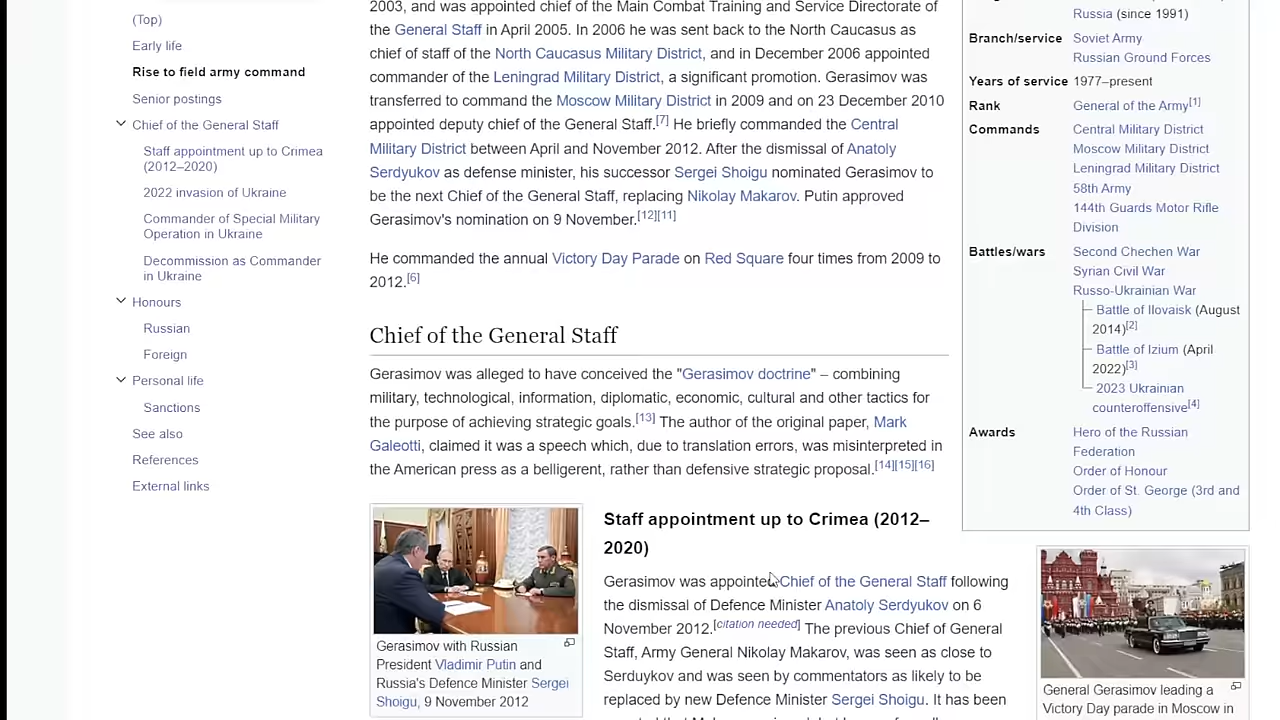 (Top)
Early life
Rise to field army command
Senior postings
Chief of the General Staff
Staff appointment up to Crimea
(2012–2020)
2022 invasion of Ukraine
Commander of Special Military
Operation in Ukraine
Decommission as Commander
in Ukraine
Honours
Russian
Foreign
Personal life
Sanctions
See also
References
External links
2003, and was appointed chief of the Main Combat Training and Service Directorate of
the General Staff in April 2005. In 2006 he was sent back to the North Caucasus as
chief of staff of the North Caucasus Military District, and in December 2006 appointed
commander of the Leningrad Military District, a significant promotion. Gerasimov was
transferred to command the Moscow Military District in 2009 and on 23 December 2010
appointed deputy chief of the General Staff.[7] He briefly commanded the Central
Military District between April and November 2012. After the dismissal of Anatoly
Serdyukov as defense minister, his successor Sergei Shoigu nominated Gerasimov to
be the next Chief of the General Staff, replacing Nikolay Makarov. Putin approved
Gerasimov's nomination on 9 November.[12][11]
He commanded the annual Victory Day Parade on Red Square four times from 2009 to
2012.[6]
Chief of the General Staff
Gerasimov was alleged to have conceived the "Gerasimov doctrine" – combining
military, technological, information, diplomatic, economic, cultural and other tactics for
the purpose of achieving strategic goals.[13] The author of the original paper, Mark
Galeotti, claimed it was a speech which, due to translation errors, was misinterpreted in
the American press as a belligerent, rather than defensive strategic proposal.[14][15][16]
Gerasimov with Russian
President Vladimir Putin and
Russia's Defence Minister Sergei
Shoigu, 9 November 2012
Staff appointment up to Crimea (2012–
2020)
Gerasimov was appointed Chief of the General Staff following
the dismissal of Defence Minister Anatoly Serdyukov on 6
November 2012.[citation needed] The previous Chief of General
Staff, Army General Nikolay Makarov, was seen as close to
Serduykov and was seen by commentators as likely to be
replaced by new Defence Minister Sergei Shoigu. It has been
Russia (since 1991)
Branch/service Soviet Army
Russian Ground Forces
Years of service 1977–present
Rank General of the Army[1]
Commands Central Military District
Moscow Military District
Leningrad Military District
58th Army
144th Guards Motor Rifle
Division
Battles/wars Second Chechen War
Syrian Civil War
Russo-Ukrainian War
Battle of Ilovaisk (August
2014)[2]
Battle of Izium (April
2022)[3]
2023 Ukrainian
counteroffensive[4]
Awards Hero of the Russian
Federation
Order of Honour
Order of St. George (3rd and
4th Class)
General Gerasimov leading a
Victory Day parade in Moscow in